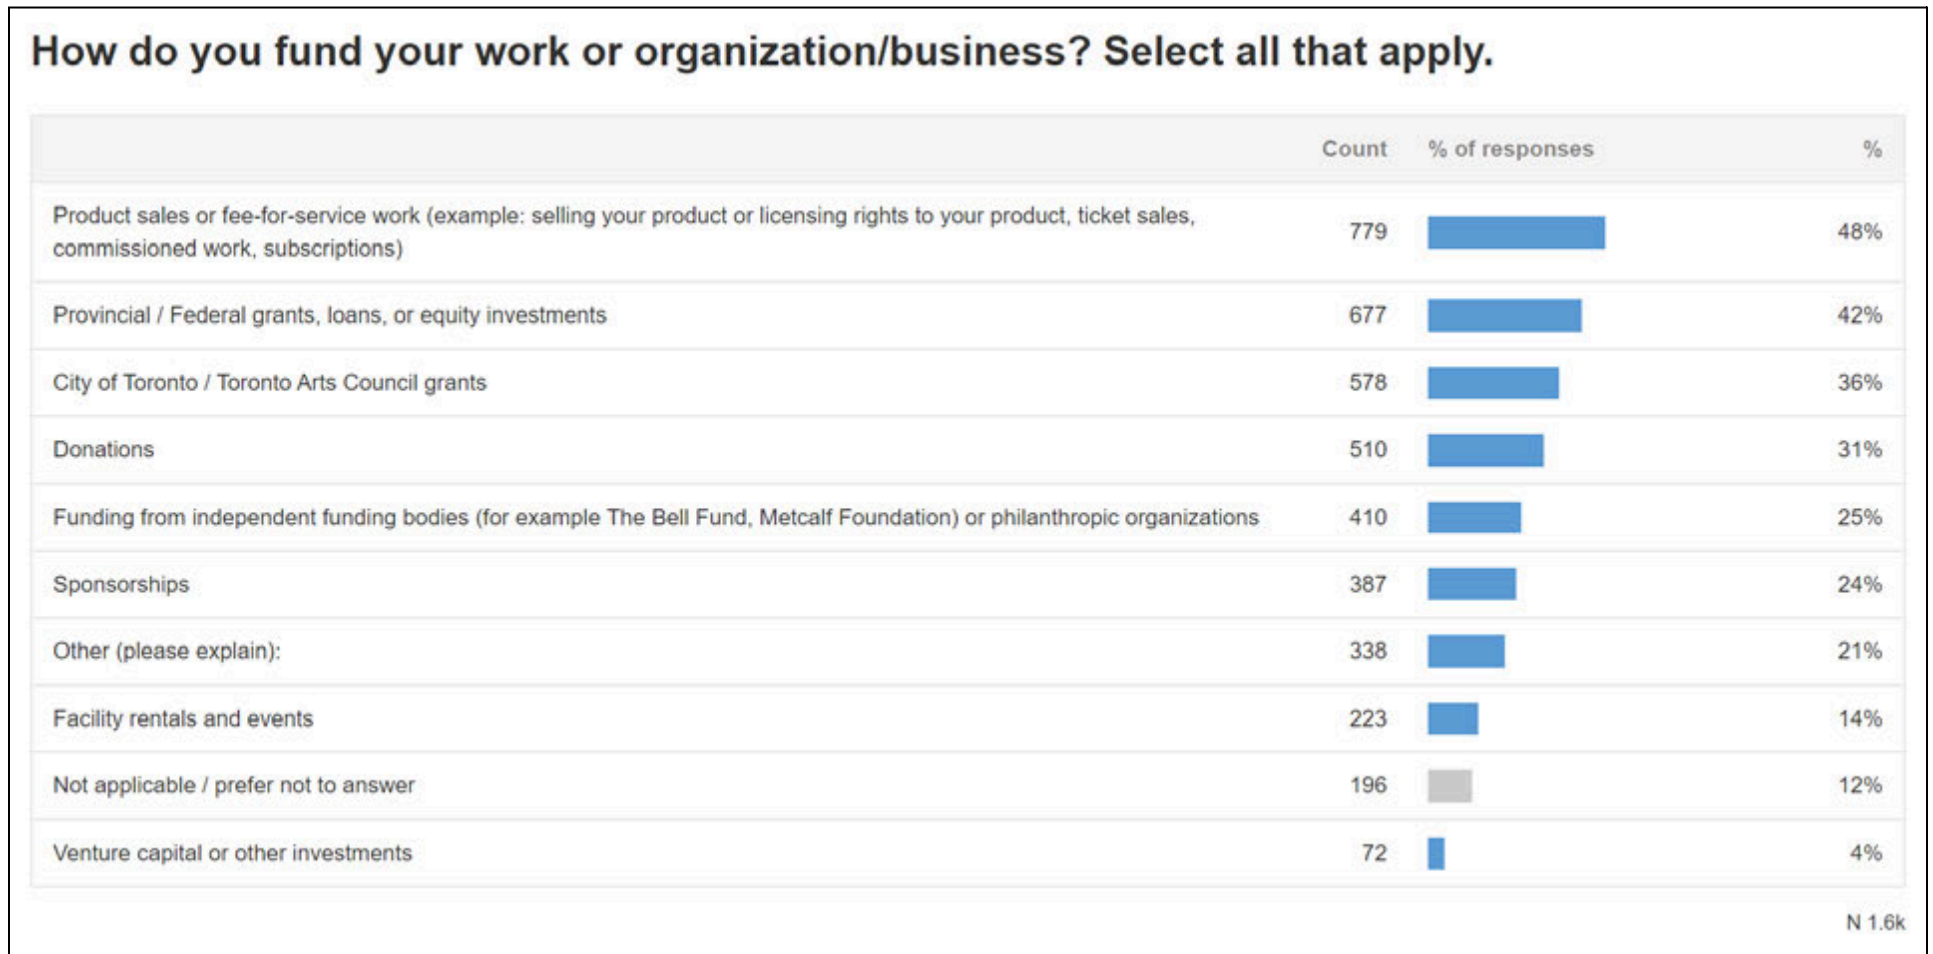 How do you fund your work or organization/business? Select all that apply.
Count % of responses %
Product sales or fee-for-service work (example: selling your product or licensing rights to your product, ticket sales,
commissioned work, subscriptions) 779 48%
Provincial / Federal grants, loans, or equity investments 677 42%
City of Toronto / Toronto Arts Council grants 578 36%
Donations 510 31%
Funding from independent funding bodies (for example The Bell Fund, Metcalf Foundation) or philanthropic organizations 410 25%
Sponsorships 387 24%
Other (please explain): 338 21%
Facility rentals and events 223 14%
Not applicable / prefer not to answer 196 12%
Venture capital or other investments 72 4%
N 1.6k